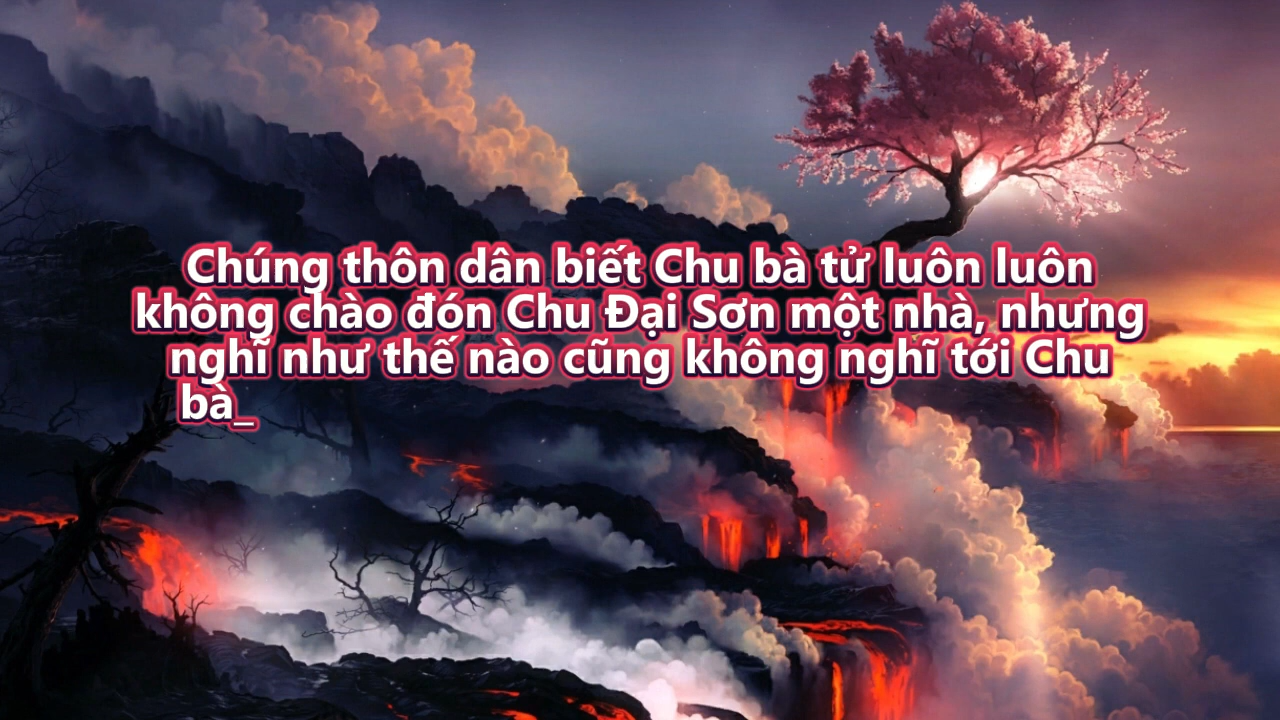 Chúng thôn dân biết Chu bà tử luôn luôn
không chào đón Chu Đại Sơn một nhà, nhưng
nghĩ như thế nào cũng không nghĩ tới Chu
bà_